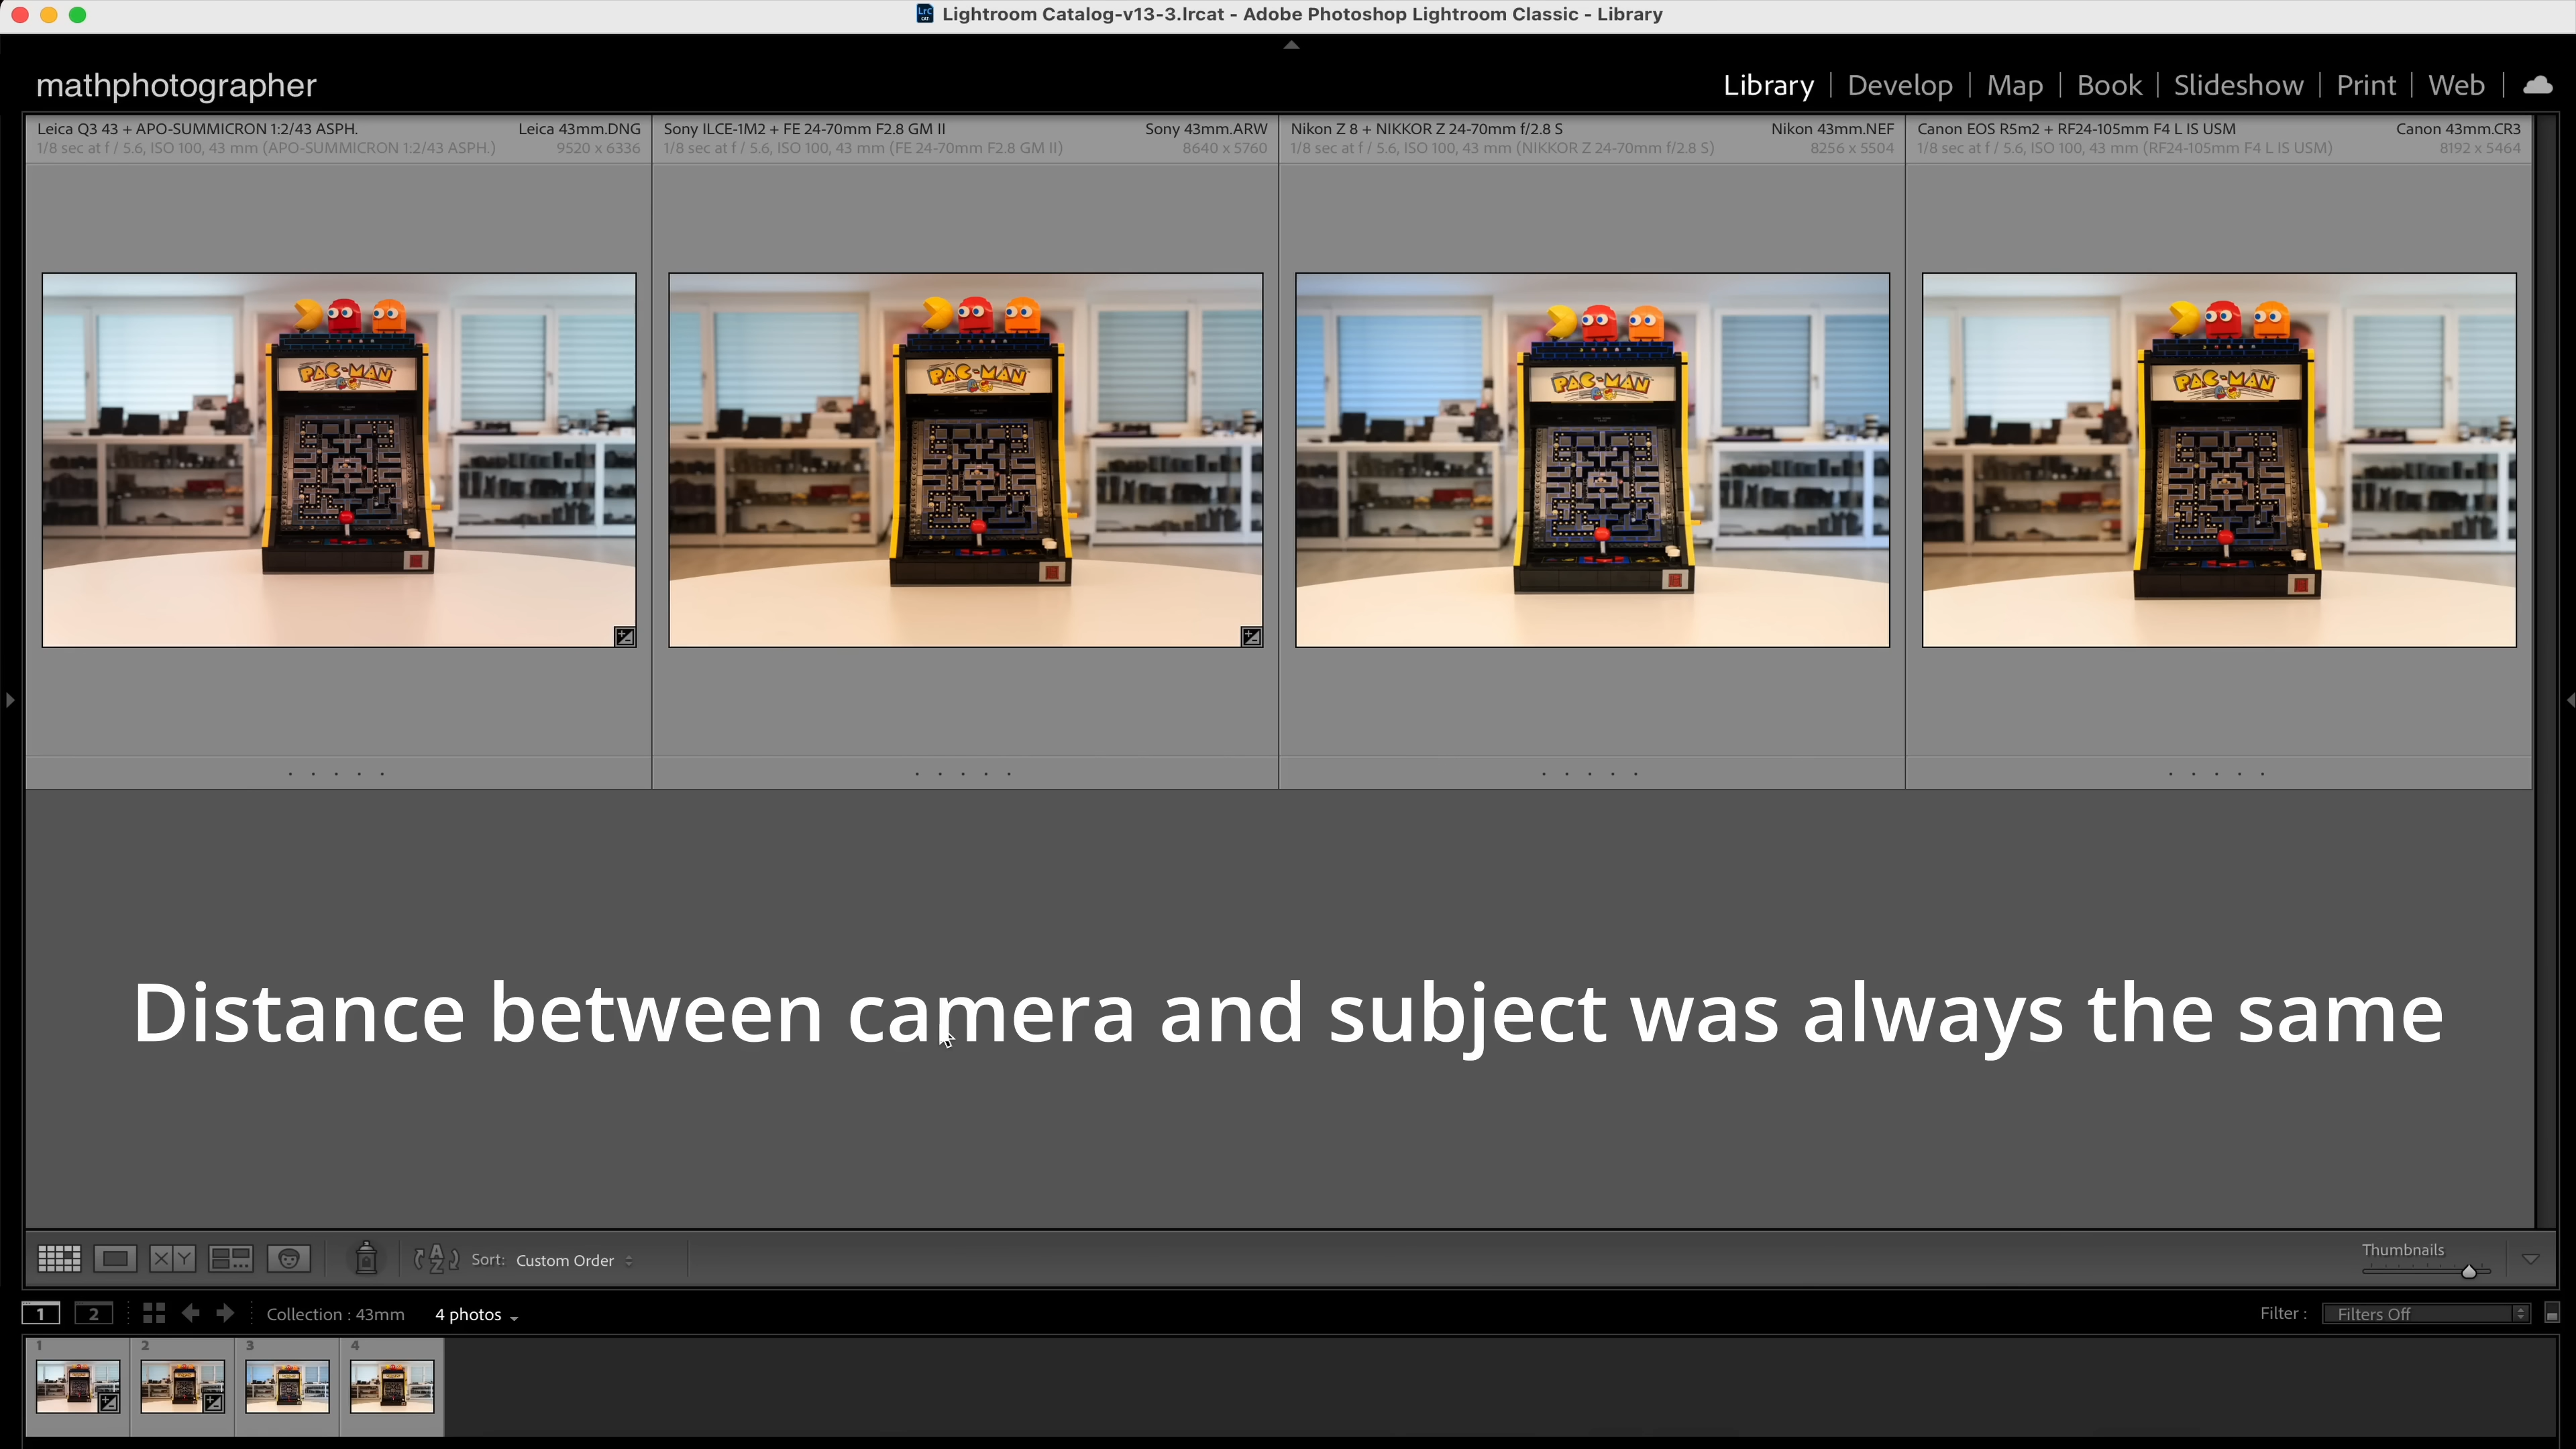 Lightroom Catalog-v13-3.lrcat - Adobe Photoshop Lightroom Classic - Library
mathphotographer
Library | Develop | Map | Book | Slideshow | Print | Web
Leica Q3 43 + APO-SUMMICRON 1:2/43 ASPH. Leica 43mm.DNG
1/8 sec at f / 5.6, ISO 100, 43 mm (APO-SUMMICRON 1:2/43 ASPH.) 9520 x 6336
Sony ILCE-1M2 + FE 24-70mm F2.8 GM II Sony 43mm.ARW
1/8 sec at f / 5.6, ISO 100, 43 mm (FE 24-70mm F2.8 GM II) 8640 x 5760
Nikon Z 8 + NIKKOR Z 24-70mm f/2.8 S Nikon 43mm.NEF
1/8 sec at f / 5.6, ISO 100, 43 mm (NIKKOR Z 24-70mm f/2.8 S) 8256 x 5504
Canon EOS R5m2 + RF24-105mm F4 L IS USM Canon 43mm.CR3
1/8 sec at f / 5.6, ISO 100, 43 mm (RF24-105mm F4 L IS USM) 8192 x 5464
PAC-MAN
PAC-MAN
PAC-MAN
PAC-MAN
Distance between camera and subject was always the same
X Y
A Z
Sort: Custom Order
Thumbnails
1 2
Collection : 43mm 4 photos
Filter : Filters Off
1 2 3 4